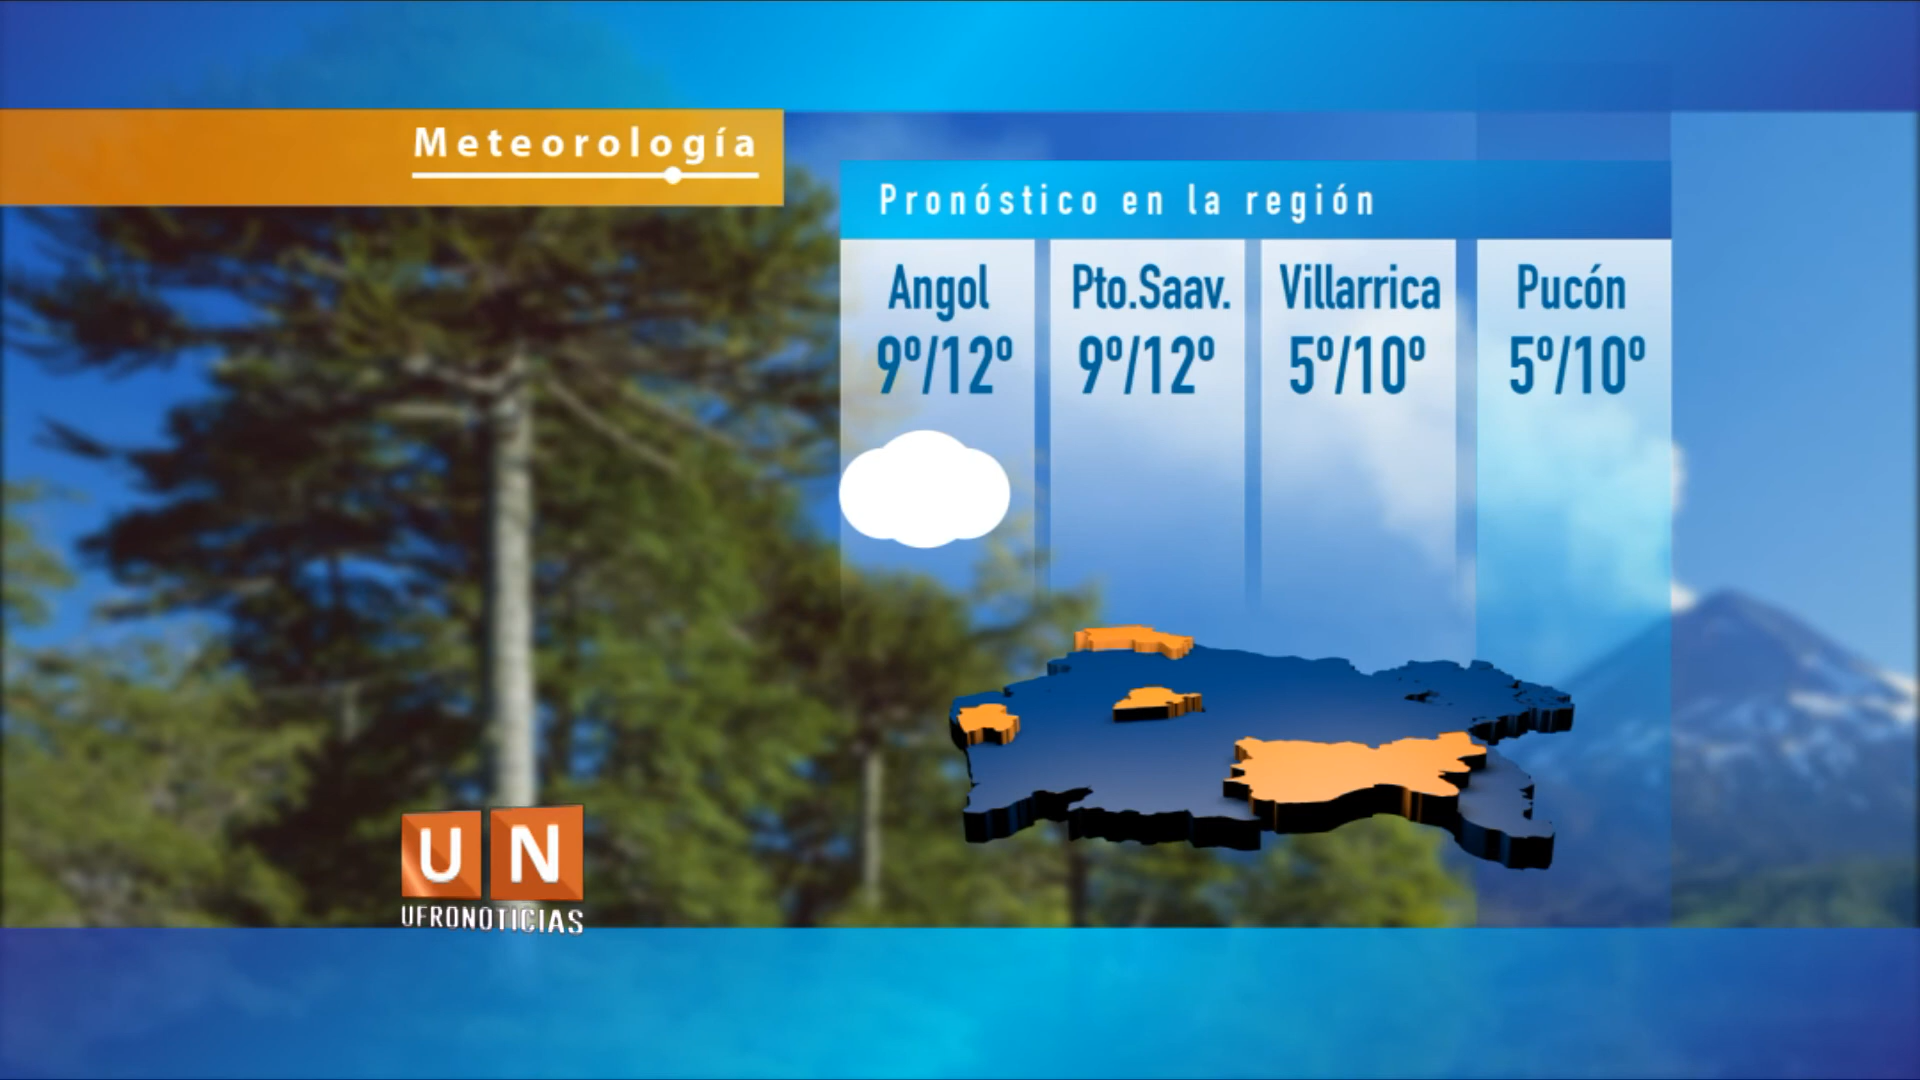 Meteorología
Pronóstico en la región
Angol
9º/12º
Pto.Saav.
9º/12º
Villarrica
5º/10º
Pucón
5º/10º
UN
UFRONOTICIAS